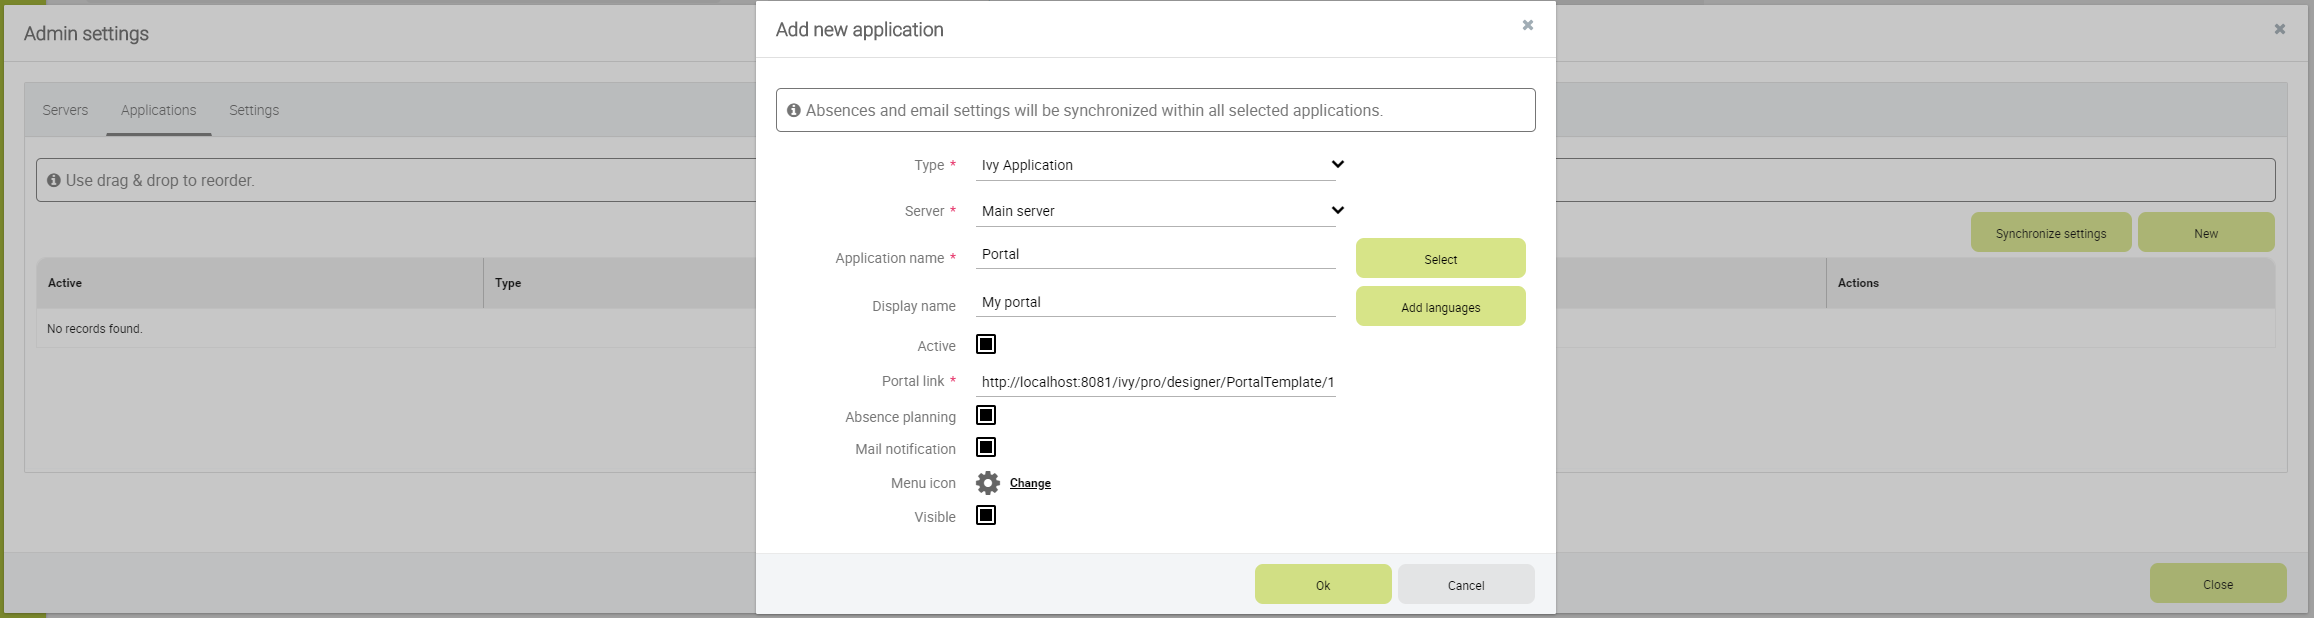 Admin settings
Servers
Applications
Settings
Use drag & drop to reorder.
Synchronize settings
New
Active
Type
Actions
No records found.
Close
Add new application
Absences and email settings will be synchronized within all selected applications.
Type *
Ivy Application
Server *
Main server
Application name *
Portal
Select
Display name
My portal
Add languages
Active
Portal link *
http://localhost:8081/ivy/pro/designer/PortalTemplate/1
Absence planning
Mail notification
Menu icon
Change
Visible
Ok
Cancel